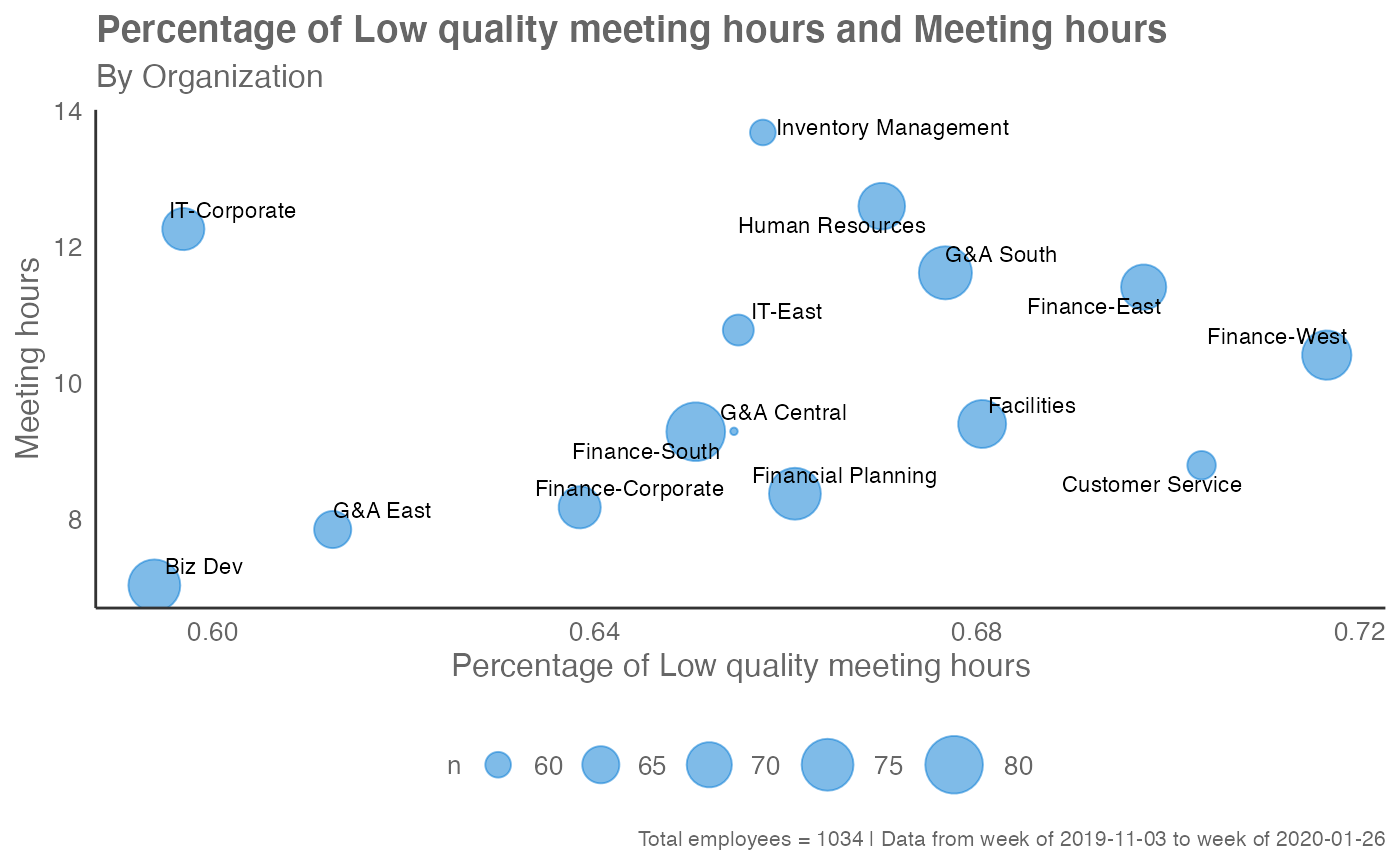 Percentage of Low quality meeting hours and Meeting hours
By Organization
14
Inventory Management
IT-Corporate
Human Resources
12
G&A South
Finance-East
IT-East
Finance-West
Meeting hours
10
G&A Central
Facilities
Finance-South
Financial Planning
Customer Service
Finance-Corporate
G&A East
8
Biz Dev
0.60 0.64 0.68 0.72
Percentage of Low quality meeting hours
n 60 65 70 75 80
Total employees = 1034 | Data from week of 2019-11-03 to week of 2020-01-26